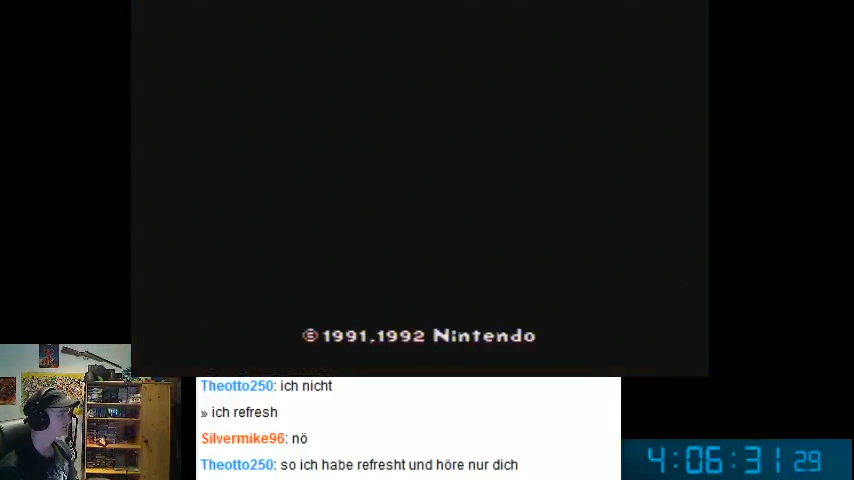 ©1991,1992 Nintendo
Theotto250: ich nicht
» ich refresh
Silvermike96: nö
Theotto250: so ich habe refresht und höre nur dich
4:06:31 29